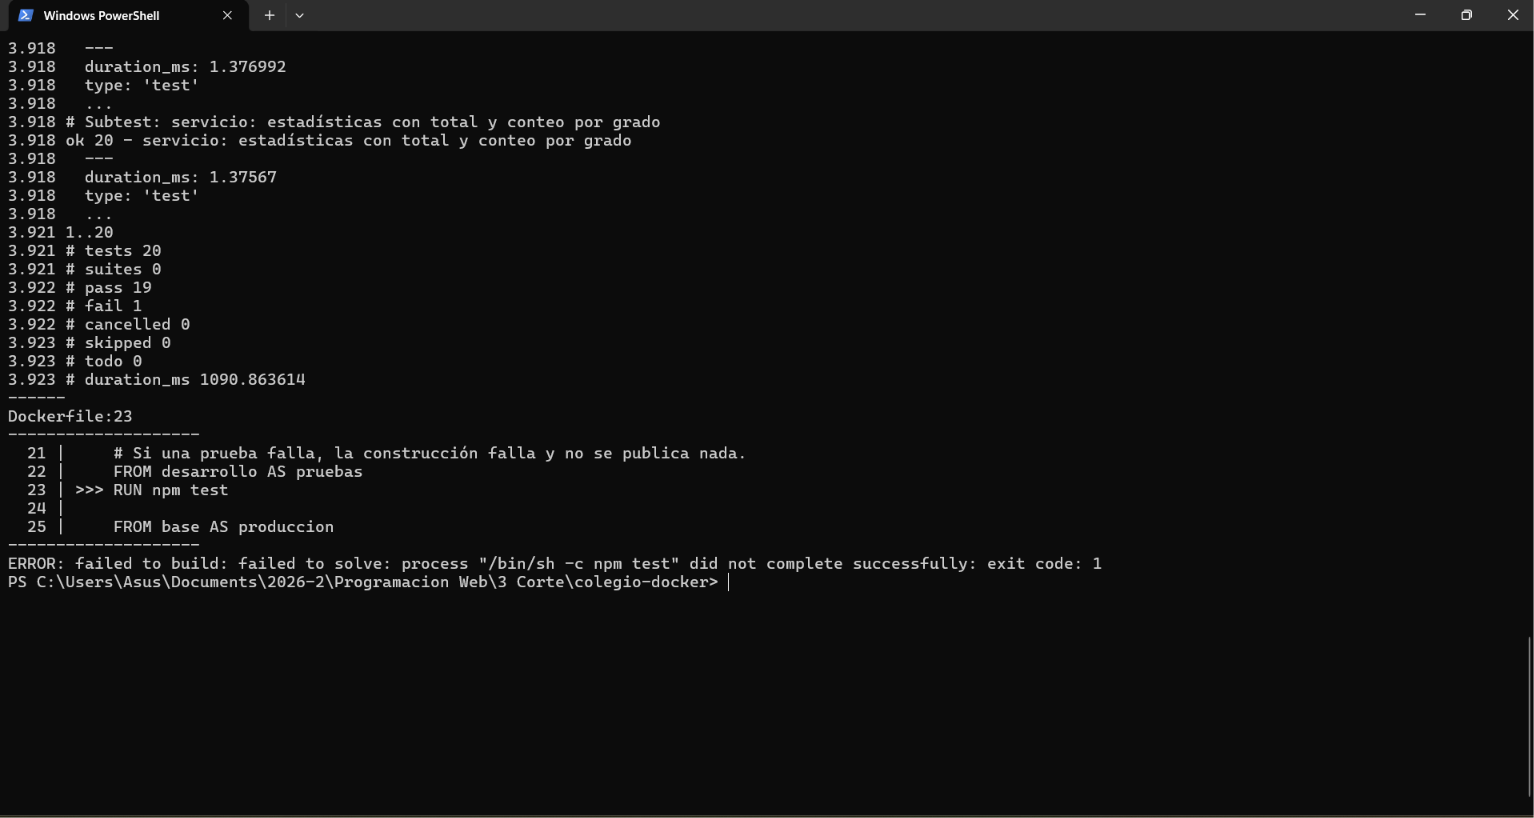 Windows PowerShell
3.918   ---
3.918   duration_ms: 1.376992
3.918   type: 'test'
3.918   ...
3.918 # Subtest: servicio: estadísticas con total y conteo por grado
3.918 ok 20 - servicio: estadísticas con total y conteo por grado
3.918   ---
3.918   duration_ms: 1.37567
3.918   type: 'test'
3.918   ...
3.921 1..20
3.921 # tests 20
3.921 # suites 0
3.922 # pass 19
3.922 # fail 1
3.922 # cancelled 0
3.923 # skipped 0
3.923 # todo 0
3.923 # duration_ms 1090.863614
------
Dockerfile:23
--------------------
  21 |     # Si una prueba falla, la construcción falla y no se publica nada.
  22 |     FROM desarrollo AS pruebas
  23 | >>> RUN npm test
  24 |
  25 |     FROM base AS produccion
--------------------
ERROR: failed to build: failed to solve: process "/bin/sh -c npm test" did not complete successfully: exit code: 1
PS C:\Users\Asus\Documents\2026-2\Programacion Web\3 Corte\colegio-docker>